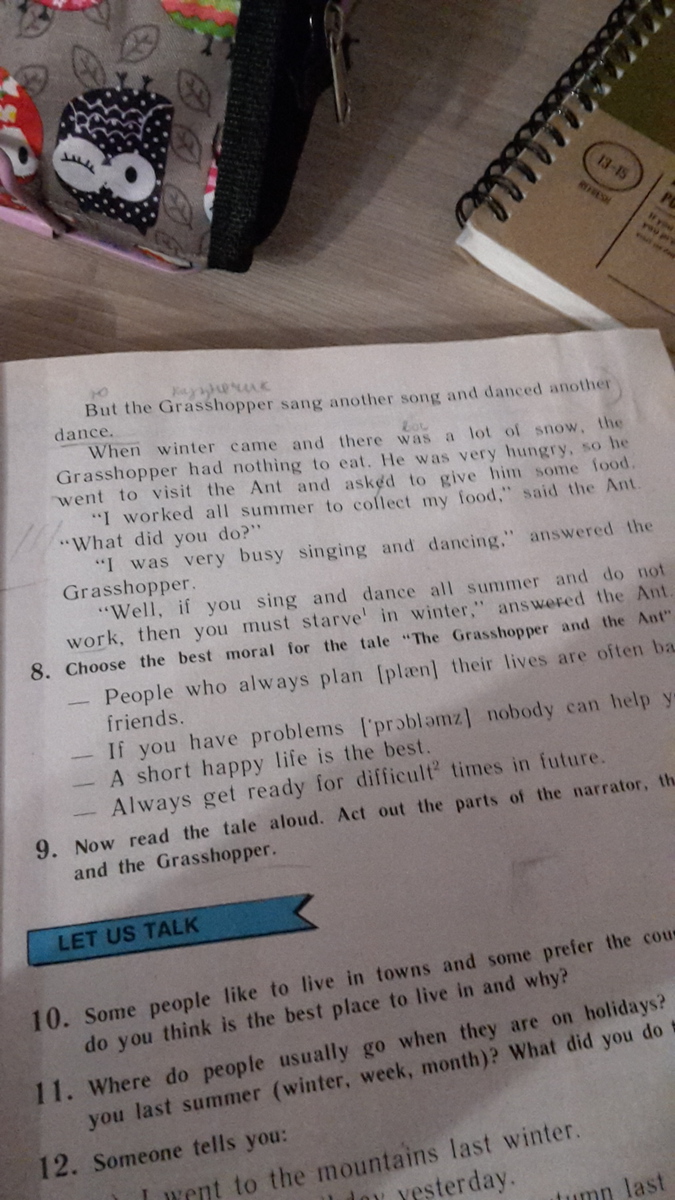 13-15
REFRESH
кузнечик
But the Grasshopper sang another song and danced another
dance.
When winter came and there was a lot of snow, the
Grasshopper had nothing to eat. He was very hungry, so he
went to visit the Ant and asked to give him some food.
“I worked all summer to collect my food,” said the Ant.
“What did you do?”
“I was very busy singing and dancing,” answered the
Grasshopper.
“Well, if you sing and dance all summer and do not
work, then you must starve¹ in winter,” answered the Ant.
8. Choose the best moral for the tale “The Grasshopper and the Ant”
— People who always plan [plæn] their lives are often ba
friends.
— If you have problems [ˈprɔbləmz] nobody can help y
— A short happy life is the best.
— Always get ready for difficult² times in future.
9. Now read the tale aloud. Act out the parts of the narrator, th
and the Grasshopper.
LET US TALK
10. Some people like to live in towns and some prefer the cou
do you think is the best place to live in and why?
11. Where do people usually go when they are on holidays?
you last summer (winter, week, month)? What did you do t
12. Someone tells you:
I went to the mountains last winter.
yesterday.
last